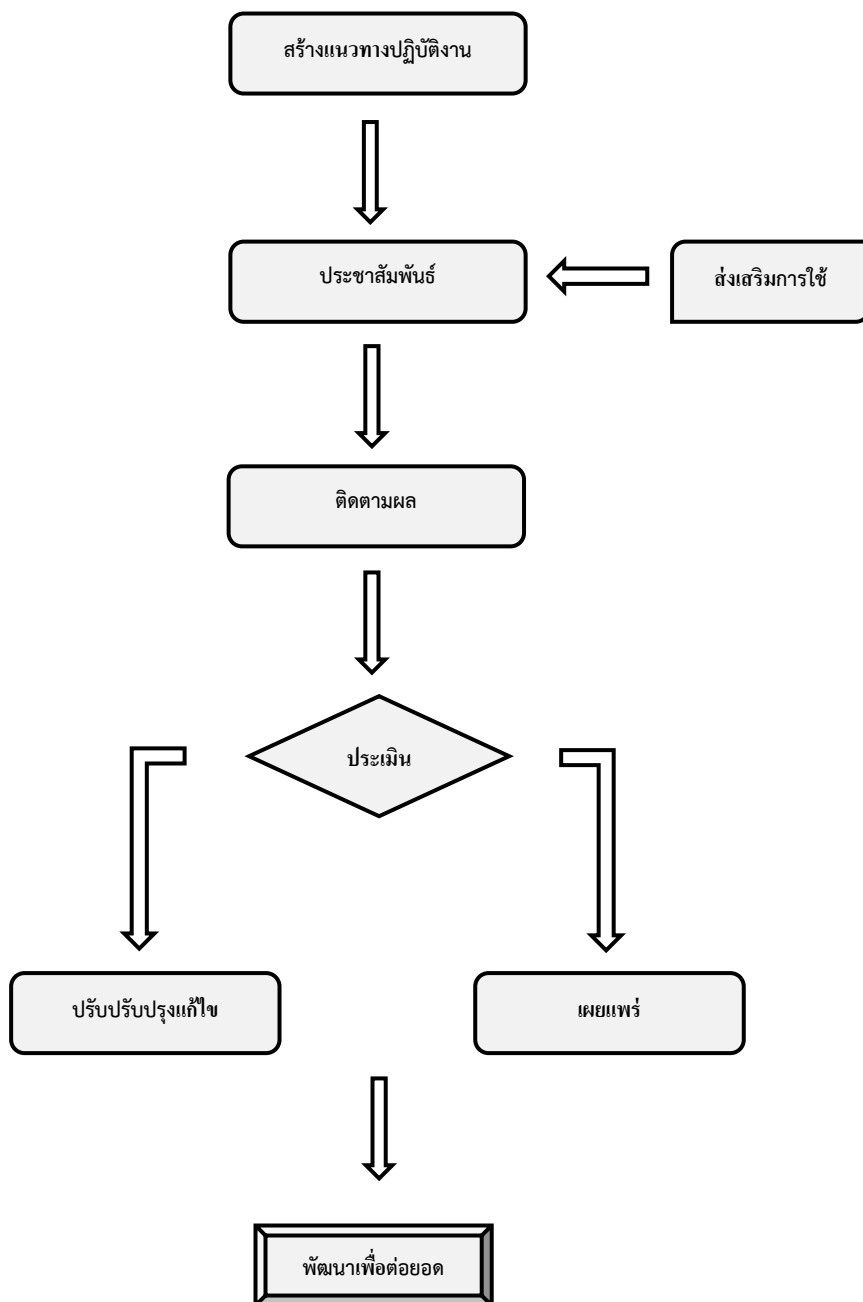 สร้างแนวทางปฏิบัติงาน
ประชาสัมพันธ์
ส่งเสริมการใช้
ติดตามผล
ประเมิน
ปรับปรับปรุงแก้ไข
เผยแพร่
พัฒนาเพื่อต่อยอด